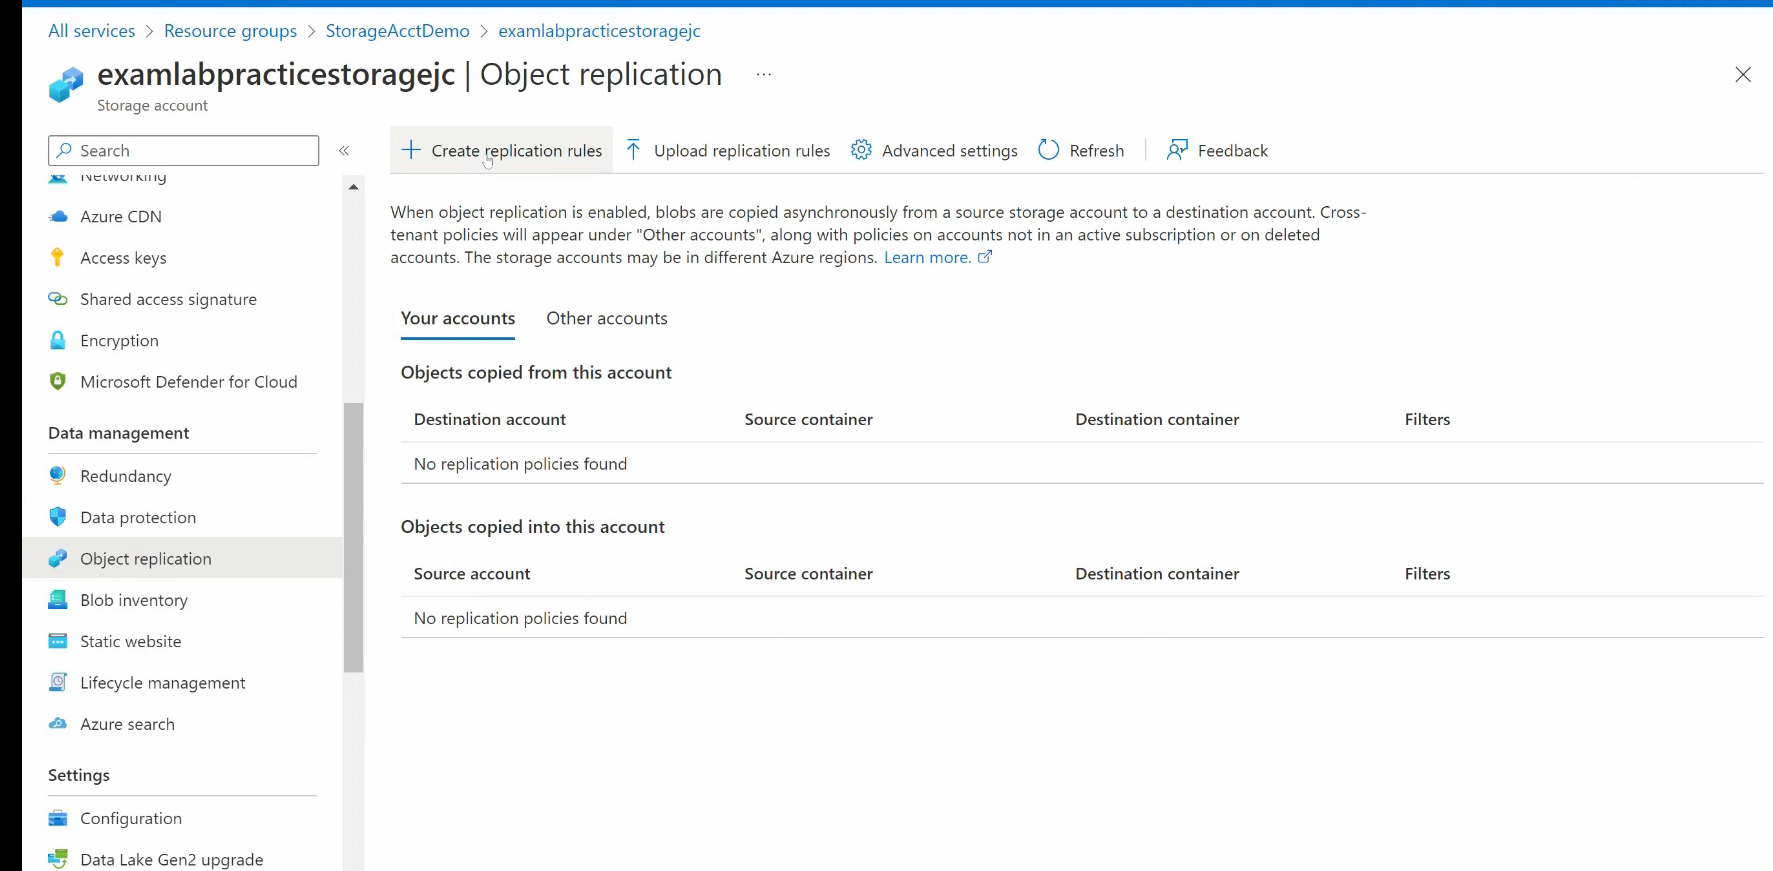 All services > Resource groups > StorageAcctDemo > examlabpracticestoragejc
examlabpracticestoragejc | Object replication ...
Storage account
Search «
Networking
Azure CDN
Access keys
Shared access signature
Encryption
Microsoft Defender for Cloud
Data management
Redundancy
Data protection
Object replication
Blob inventory
Static website
Lifecycle management
Azure search
Settings
Configuration
Data Lake Gen2 upgrade
+ Create replication rules Upload replication rules Advanced settings Refresh Feedback
When object replication is enabled, blobs are copied asynchronously from a source storage account to a destination account. Cross-
tenant policies will appear under "Other accounts", along with policies on accounts not in an active subscription or on deleted
accounts. The storage accounts may be in different Azure regions. Learn more.
Your accounts Other accounts
Objects copied from this account
Destination account Source container Destination container Filters
No replication policies found
Objects copied into this account
Source account Source container Destination container Filters
No replication policies found